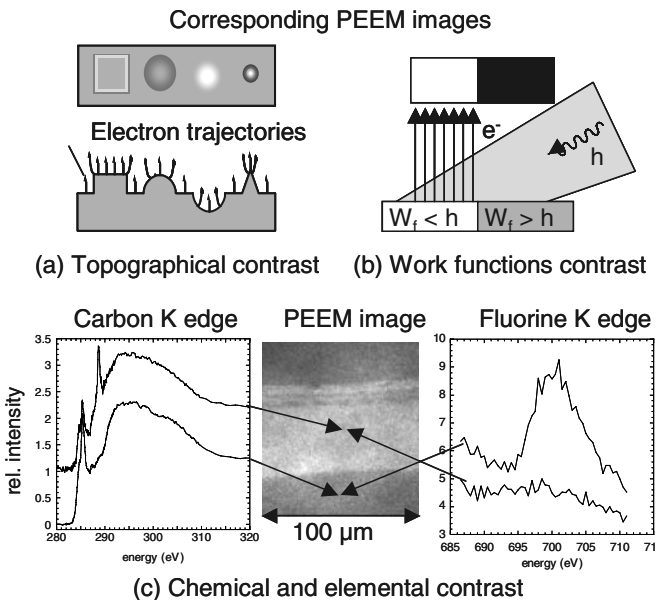 Corresponding PEEM images
Electron trajectories
e-
h
W_f < h W_f > h
(a) Topographical contrast (b) Work functions contrast
Carbon K edge PEEM image Fluorine K edge
rel. intensity
3.5
3
2.5
2
1.5
1
0.5
0
280 290 300 310 320
energy (eV)
100 µm
10
9
8
7
6
5
4
3
685 690 695 700 705 710 71
energy (eV)
(c) Chemical and elemental contrast